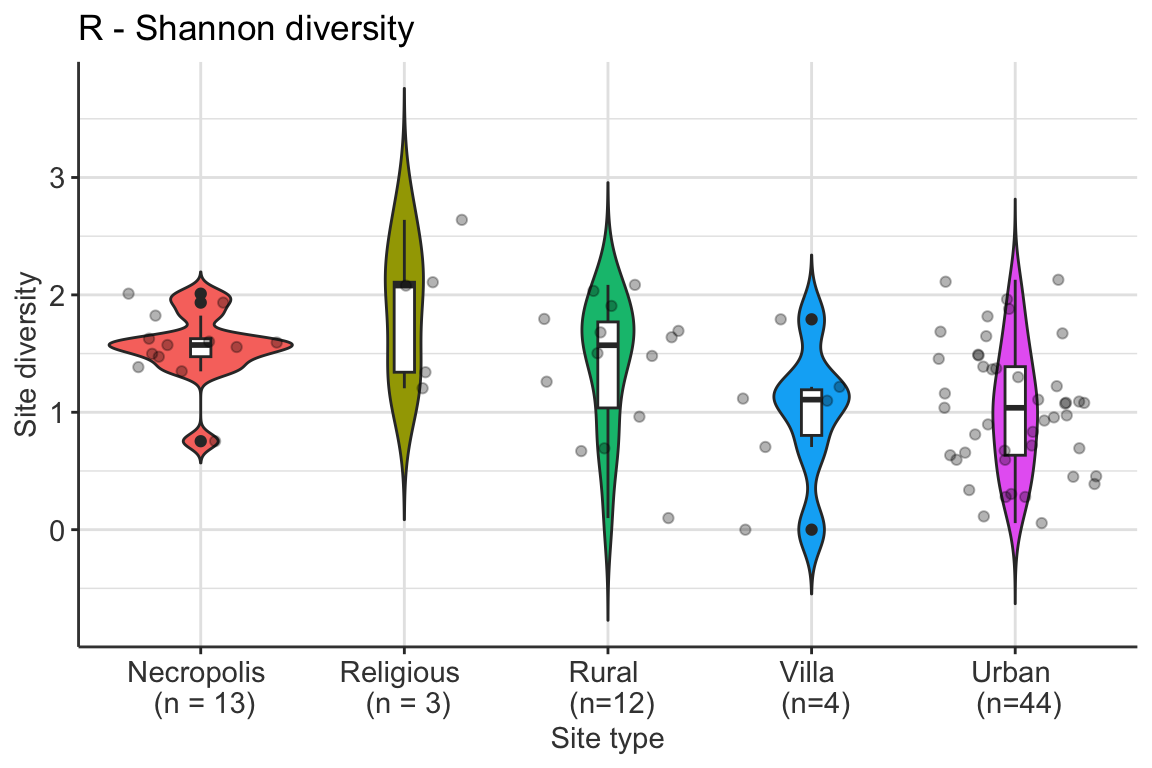 R - Shannon diversity
Site diversity
3
2
1
0
Necropolis Religious Rural Villa Urban
(n = 13) (n = 3) (n=12) (n=4) (n=44)
Site type